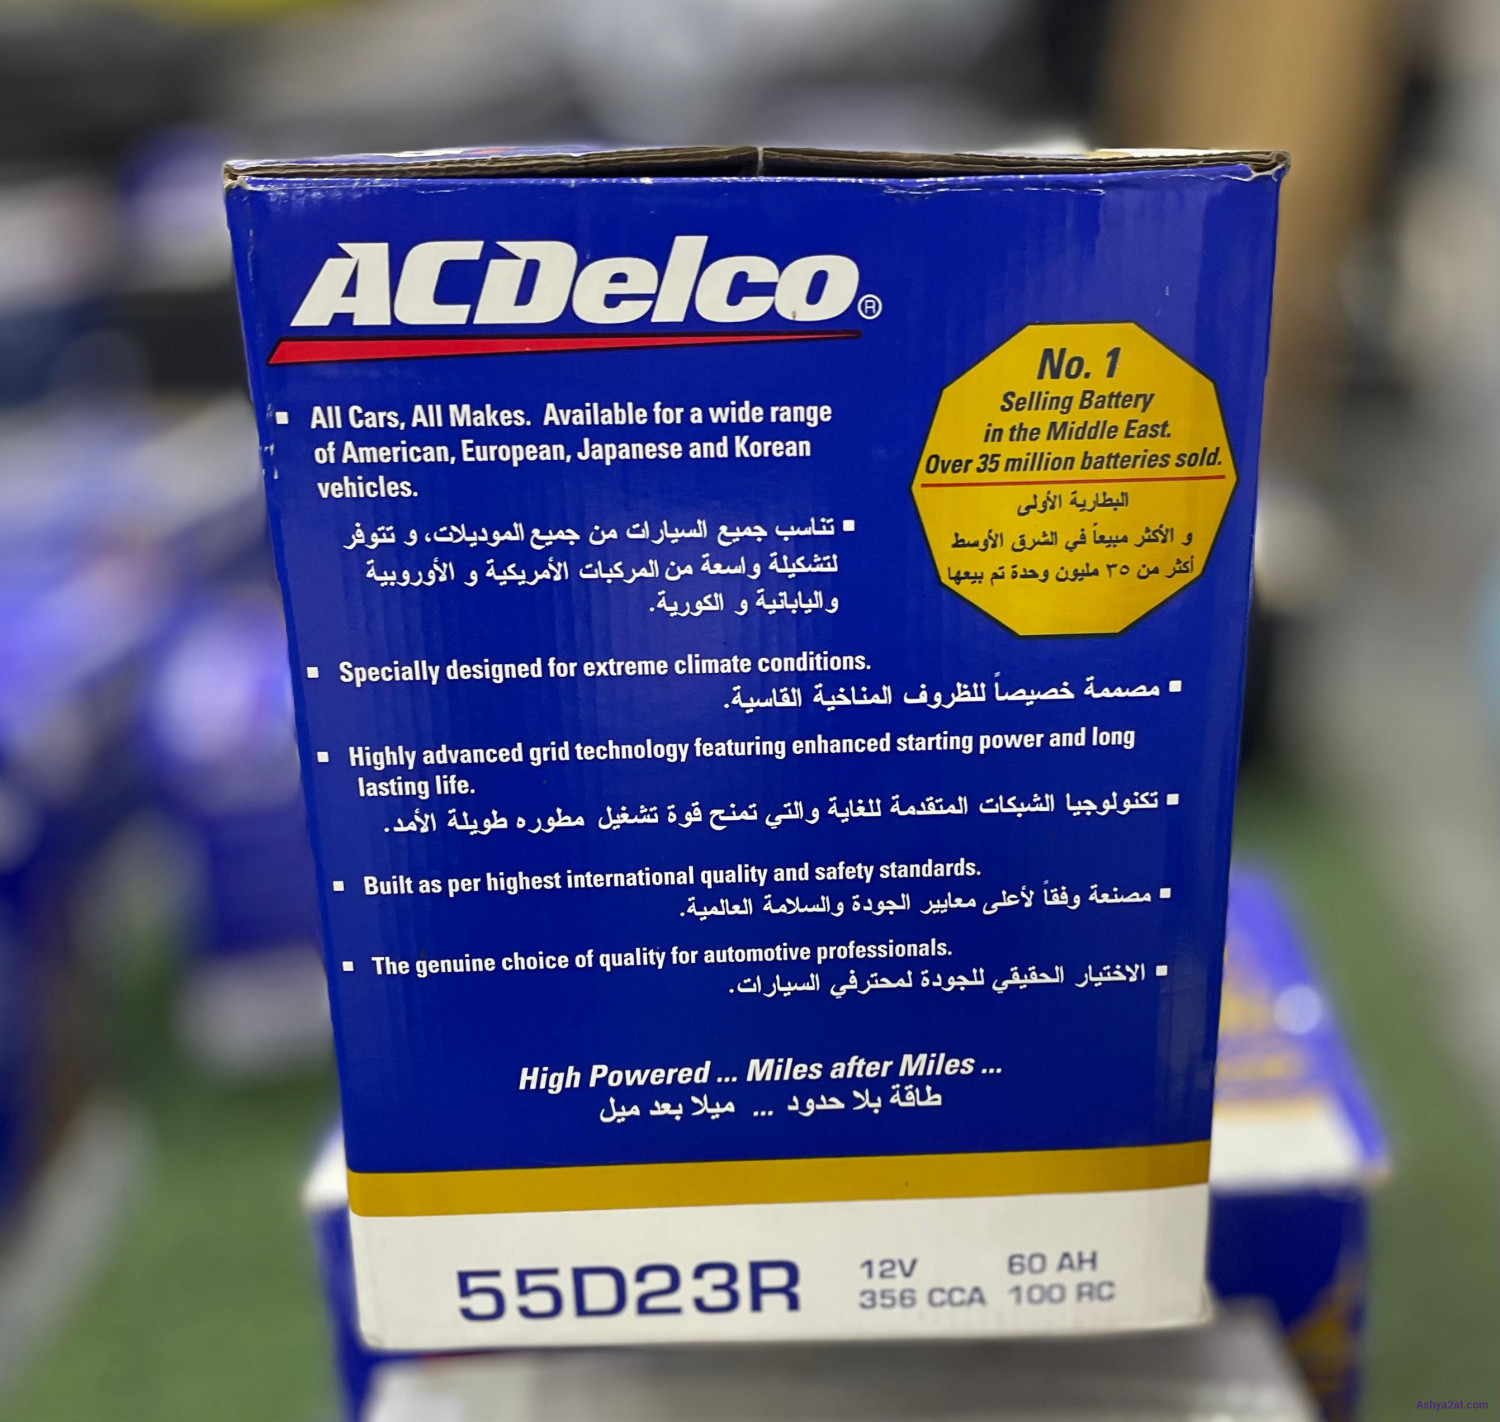 ACDelco®
No. 1
Selling Battery
in the Middle East.
Over 35 million batteries sold.
البطارية الأولى
و الأكثر مبيعاً في الشرق الأوسط
أكثر من ٣٥ مليون وحدة تم بيعها
▪ All Cars, All Makes. Available for a wide range
of American, European, Japanese and Korean
vehicles.
▪ تناسب جميع السيارات من جميع الموديلات، و تتوفر
لتشكيلة واسعة من المركبات الأمريكية و الأوروبية
واليابانية و الكورية.
▪ Specially designed for extreme climate conditions.
▪ مصممة خصيصاً للظروف المناخية القاسية.
▪ Highly advanced grid technology featuring enhanced starting power and long
lasting life.
▪ تكنولوجيا الشبكات المتقدمة للغاية والتي تمنح قوة تشغيل مطوره طويلة الأمد.
▪ Built as per highest international quality and safety standards.
▪ مصنعة وفقاً لأعلى معايير الجودة والسلامة العالمية.
▪ The genuine choice of quality for automotive professionals.
▪ الاختيار الحقيقي للجودة لمحترفي السيارات.
High Powered ... Miles after Miles ...
طاقة بلا حدود ... ميلا بعد ميل
55D23R
12V 60 AH
356 CCA 100 RC
Ashya2at.com